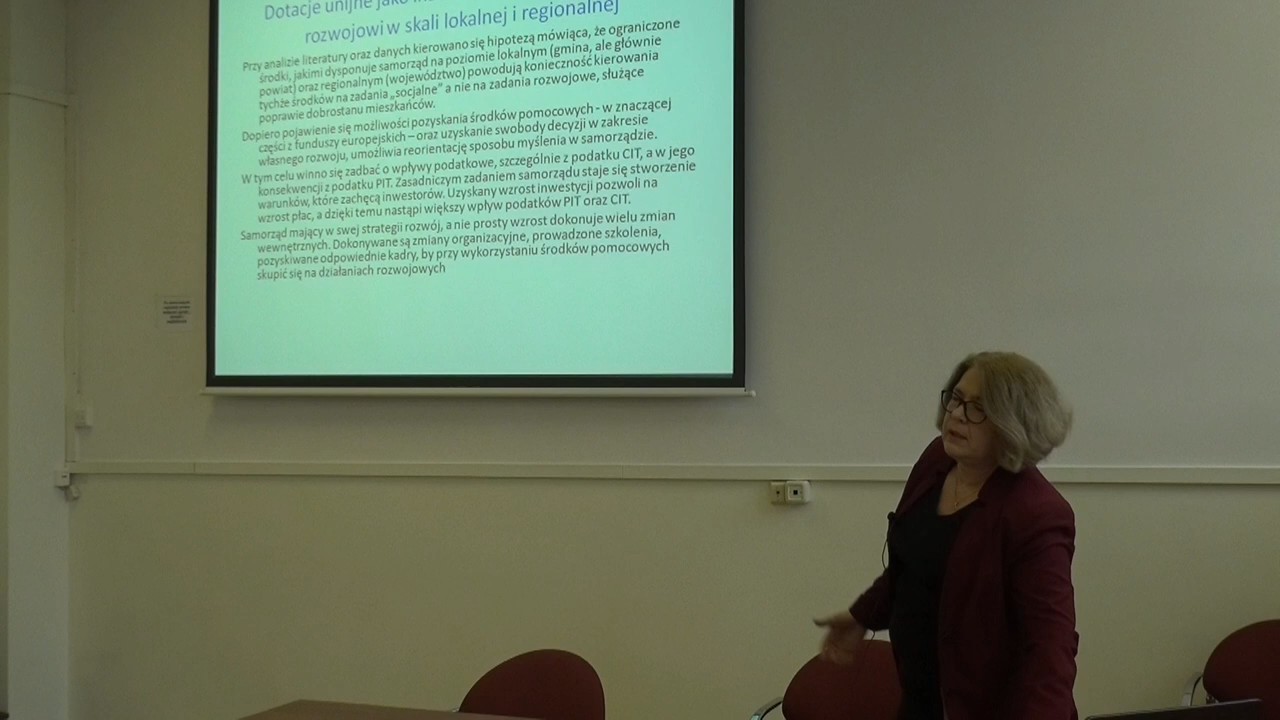 Dotacje unijne jako
rozwojowi w skali lokalnej i regionalnej
Przy analizie literatury oraz danych kierowano się hipotezą mówiąca, że ograniczone
środki, jakimi dysponuje samorząd na poziomie lokalnym (gmina, ale głównie
powiat) oraz regionalnym (województwo) powodują konieczność kierowania
tychże środków na zadania „socjalne” a nie na zadania rozwojowe, służące
poprawie dobrostanu mieszkańców.
Dopiero pojawienie się możliwości pozyskania środków pomocowych - w znaczącej
części z funduszy europejskich – oraz uzyskanie swobody decyzji w zakresie
własnego rozwoju, umożliwia reorientację sposobu myślenia w samorządzie.
W tym celu winno się zadbać o wpływy podatkowe, szczególnie z podatku CIT, a w jego
konsekwencji z podatku PIT. Zasadniczym zadaniem samorządu staje się stworzenie
warunków, które zachęcą inwestorów. Uzyskany wzrost inwestycji pozwoli na
wzrost płac, a dzięki temu nastąpi większy wpływ podatków PIT oraz CIT.
Samorząd mający w swej strategii rozwój, a nie prosty wzrost dokonuje wielu zmian
wewnętrznych. Dokonywane są zmiany organizacyjne, prowadzone szkolenia,
pozyskiwane odpowiednie kadry, by przy wykorzystaniu środków pomocowych
skupić się na działaniach rozwojowych